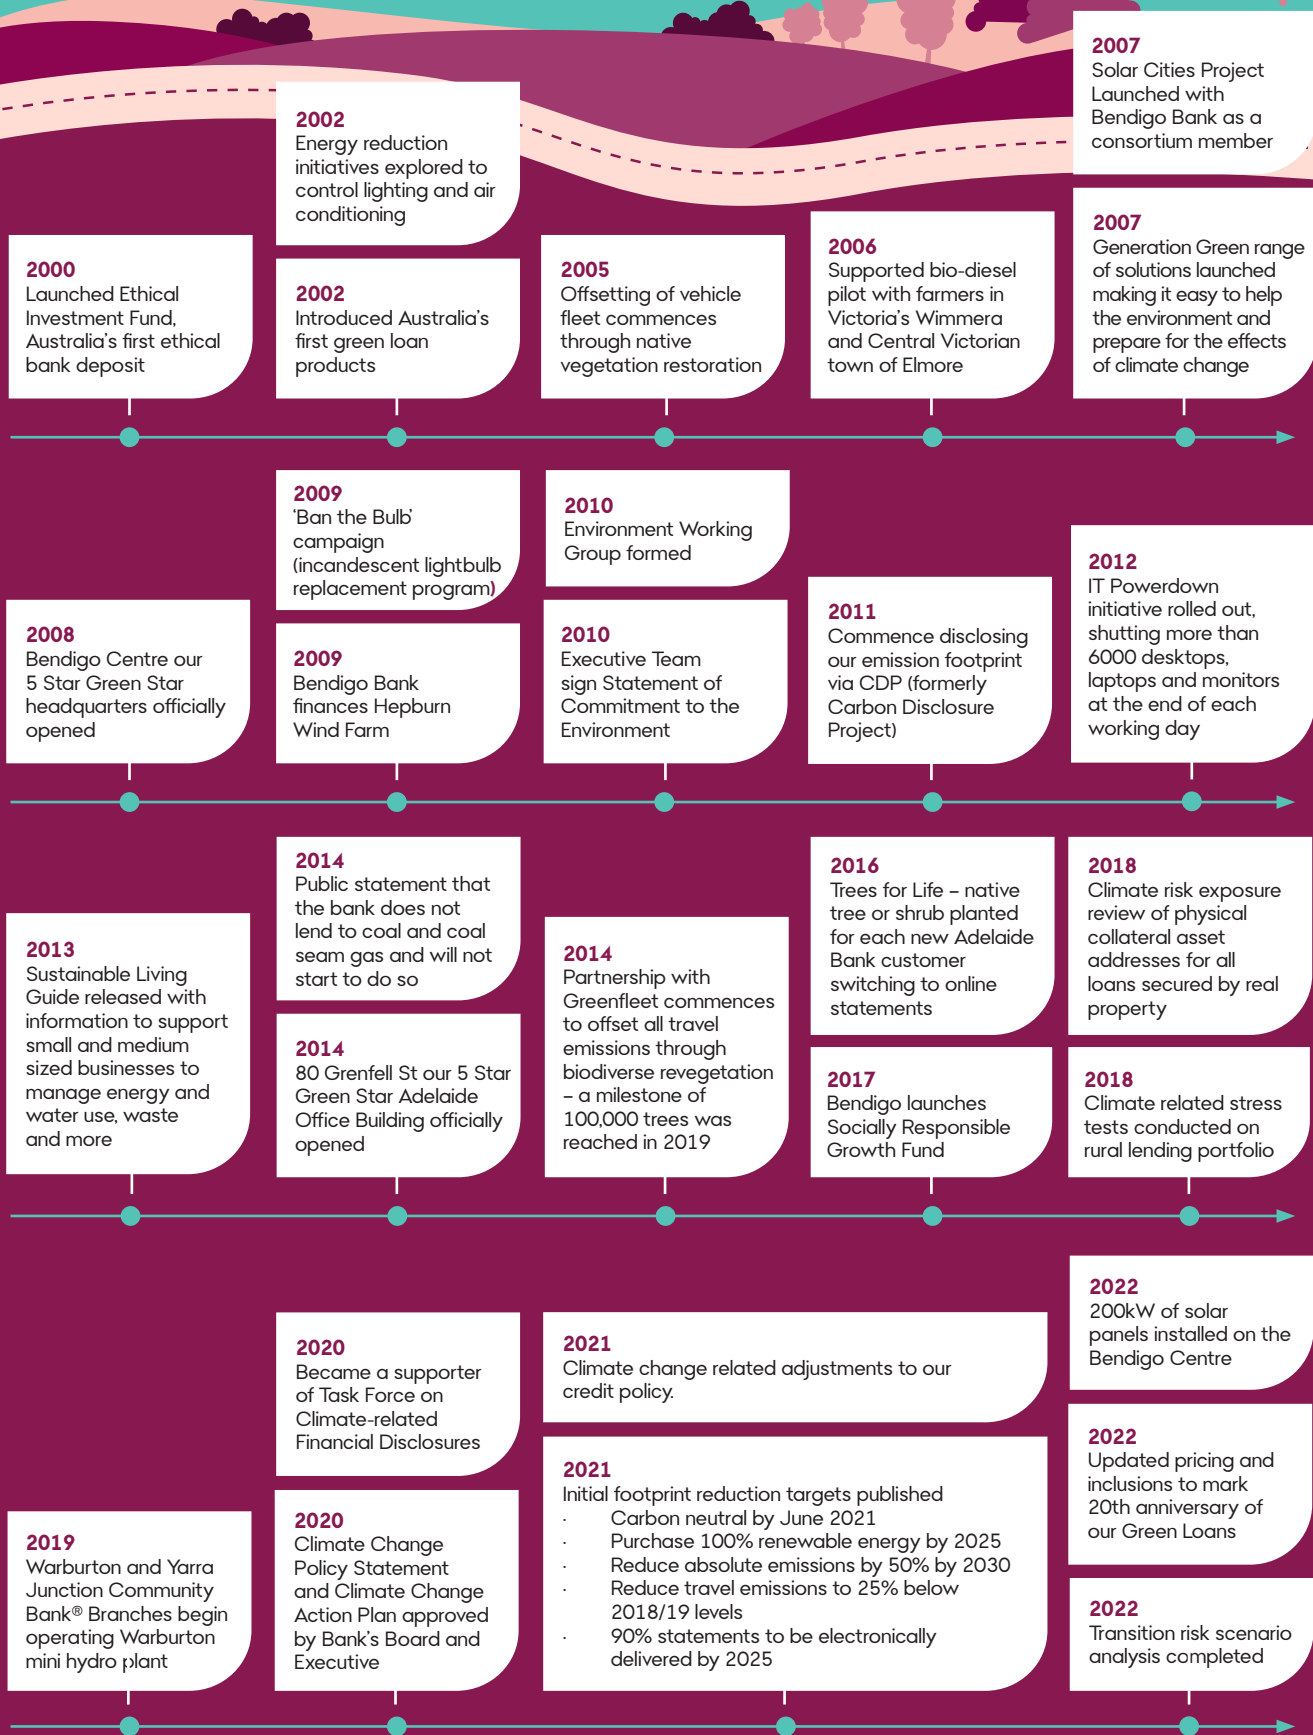 2000
Launched Ethical
Investment Fund,
Australia's first ethical
bank deposit
2002
Energy reduction
initiatives explored to
control lighting and air
conditioning
2002
Introduced Australia's
first green loan
products
2005
Offsetting of vehicle
fleet commences
through native
vegetation restoration
2006
Supported bio-diesel
pilot with farmers in
Victoria's Wimmera
and Central Victorian
town of Elmore
2007
Solar Cities Project
Launched with
Bendigo Bank as a
consortium member
2007
Generation Green range
of solutions launched
making it easy to help
the environment and
prepare for the effects
of climate change
2008
Bendigo Centre our
5 Star Green Star
headquarters officially
opened
2009
'Ban the Bulb'
campaign
(incandescent lightbulb
replacement program)
2009
Bendigo Bank
finances Hepburn
Wind Farm
2010
Environment Working
Group formed
2010
Executive Team
sign Statement of
Commitment to the
Environment
2011
Commence disclosing
our emission footprint
via CDP (formerly
Carbon Disclosure
Project)
2012
IT Powerdown
initiative rolled out,
shutting more than
6000 desktops,
laptops and monitors
at the end of each
working day
2013
Sustainable Living
Guide released with
information to support
small and medium
sized businesses to
manage energy and
water use, waste
and more
2014
Public statement that
the bank does not
lend to coal and coal
seam gas and will not
start to do so
2014
80 Grenfell St our 5 Star
Green Star Adelaide
Office Building officially
opened
2014
Partnership with
Greenfleet commences
to offset all travel
emissions through
biodiverse revegetation
– a milestone of
100,000 trees was
reached in 2019
2016
Trees for Life – native
tree or shrub planted
for each new Adelaide
Bank customer
switching to online
statements
2017
Bendigo launches
Socially Responsible
Growth Fund
2018
Climate risk exposure
review of physical
collateral asset
addresses for all
loans secured by real
property
2018
Climate related stress
tests conducted on
rural lending portfolio
2019
Warburton and Yarra
Junction Community
Bank® Branches begin
operating Warburton
mini hydro plant
2020
Became a supporter
of Task Force on
Climate-related
Financial Disclosures
2020
Climate Change
Policy Statement
and Climate Change
Action Plan approved
by Bank's Board and
Executive
2021
Climate change related adjustments to our
credit policy.
2021
Initial footprint reduction targets published
· Carbon neutral by June 2021
· Purchase 100% renewable energy by 2025
· Reduce absolute emissions by 50% by 2030
· Reduce travel emissions to 25% below
2018/19 levels
· 90% statements to be electronically
delivered by 2025
2022
200kW of solar
panels installed on the
Bendigo Centre
2022
Updated pricing and
inclusions to mark
20th anniversary of
our Green Loans
2022
Transition risk scenario
analysis completed